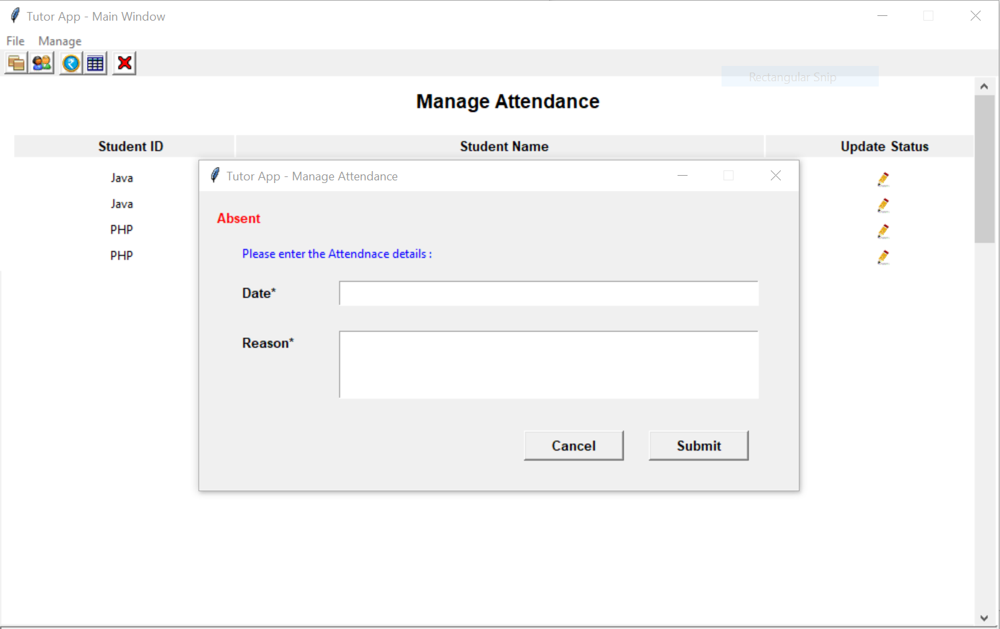 Tutor App - Main Window
File Manage
Rectangular Snip
Manage Attendance
Student ID Student Name Update Status
Java
Java
PHP
PHP
Tutor App - Manage Attendance
Absent
Please enter the Attendnace details :
Date*
Reason*
Cancel Submit